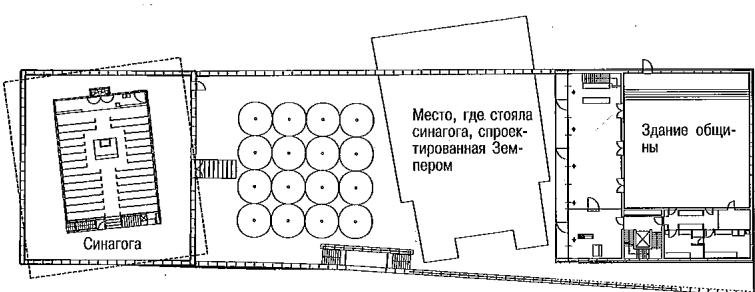 Место, где стояла
синагога, спроек-
тированная Зем-
пером
Здание общи-
ны
Синагога